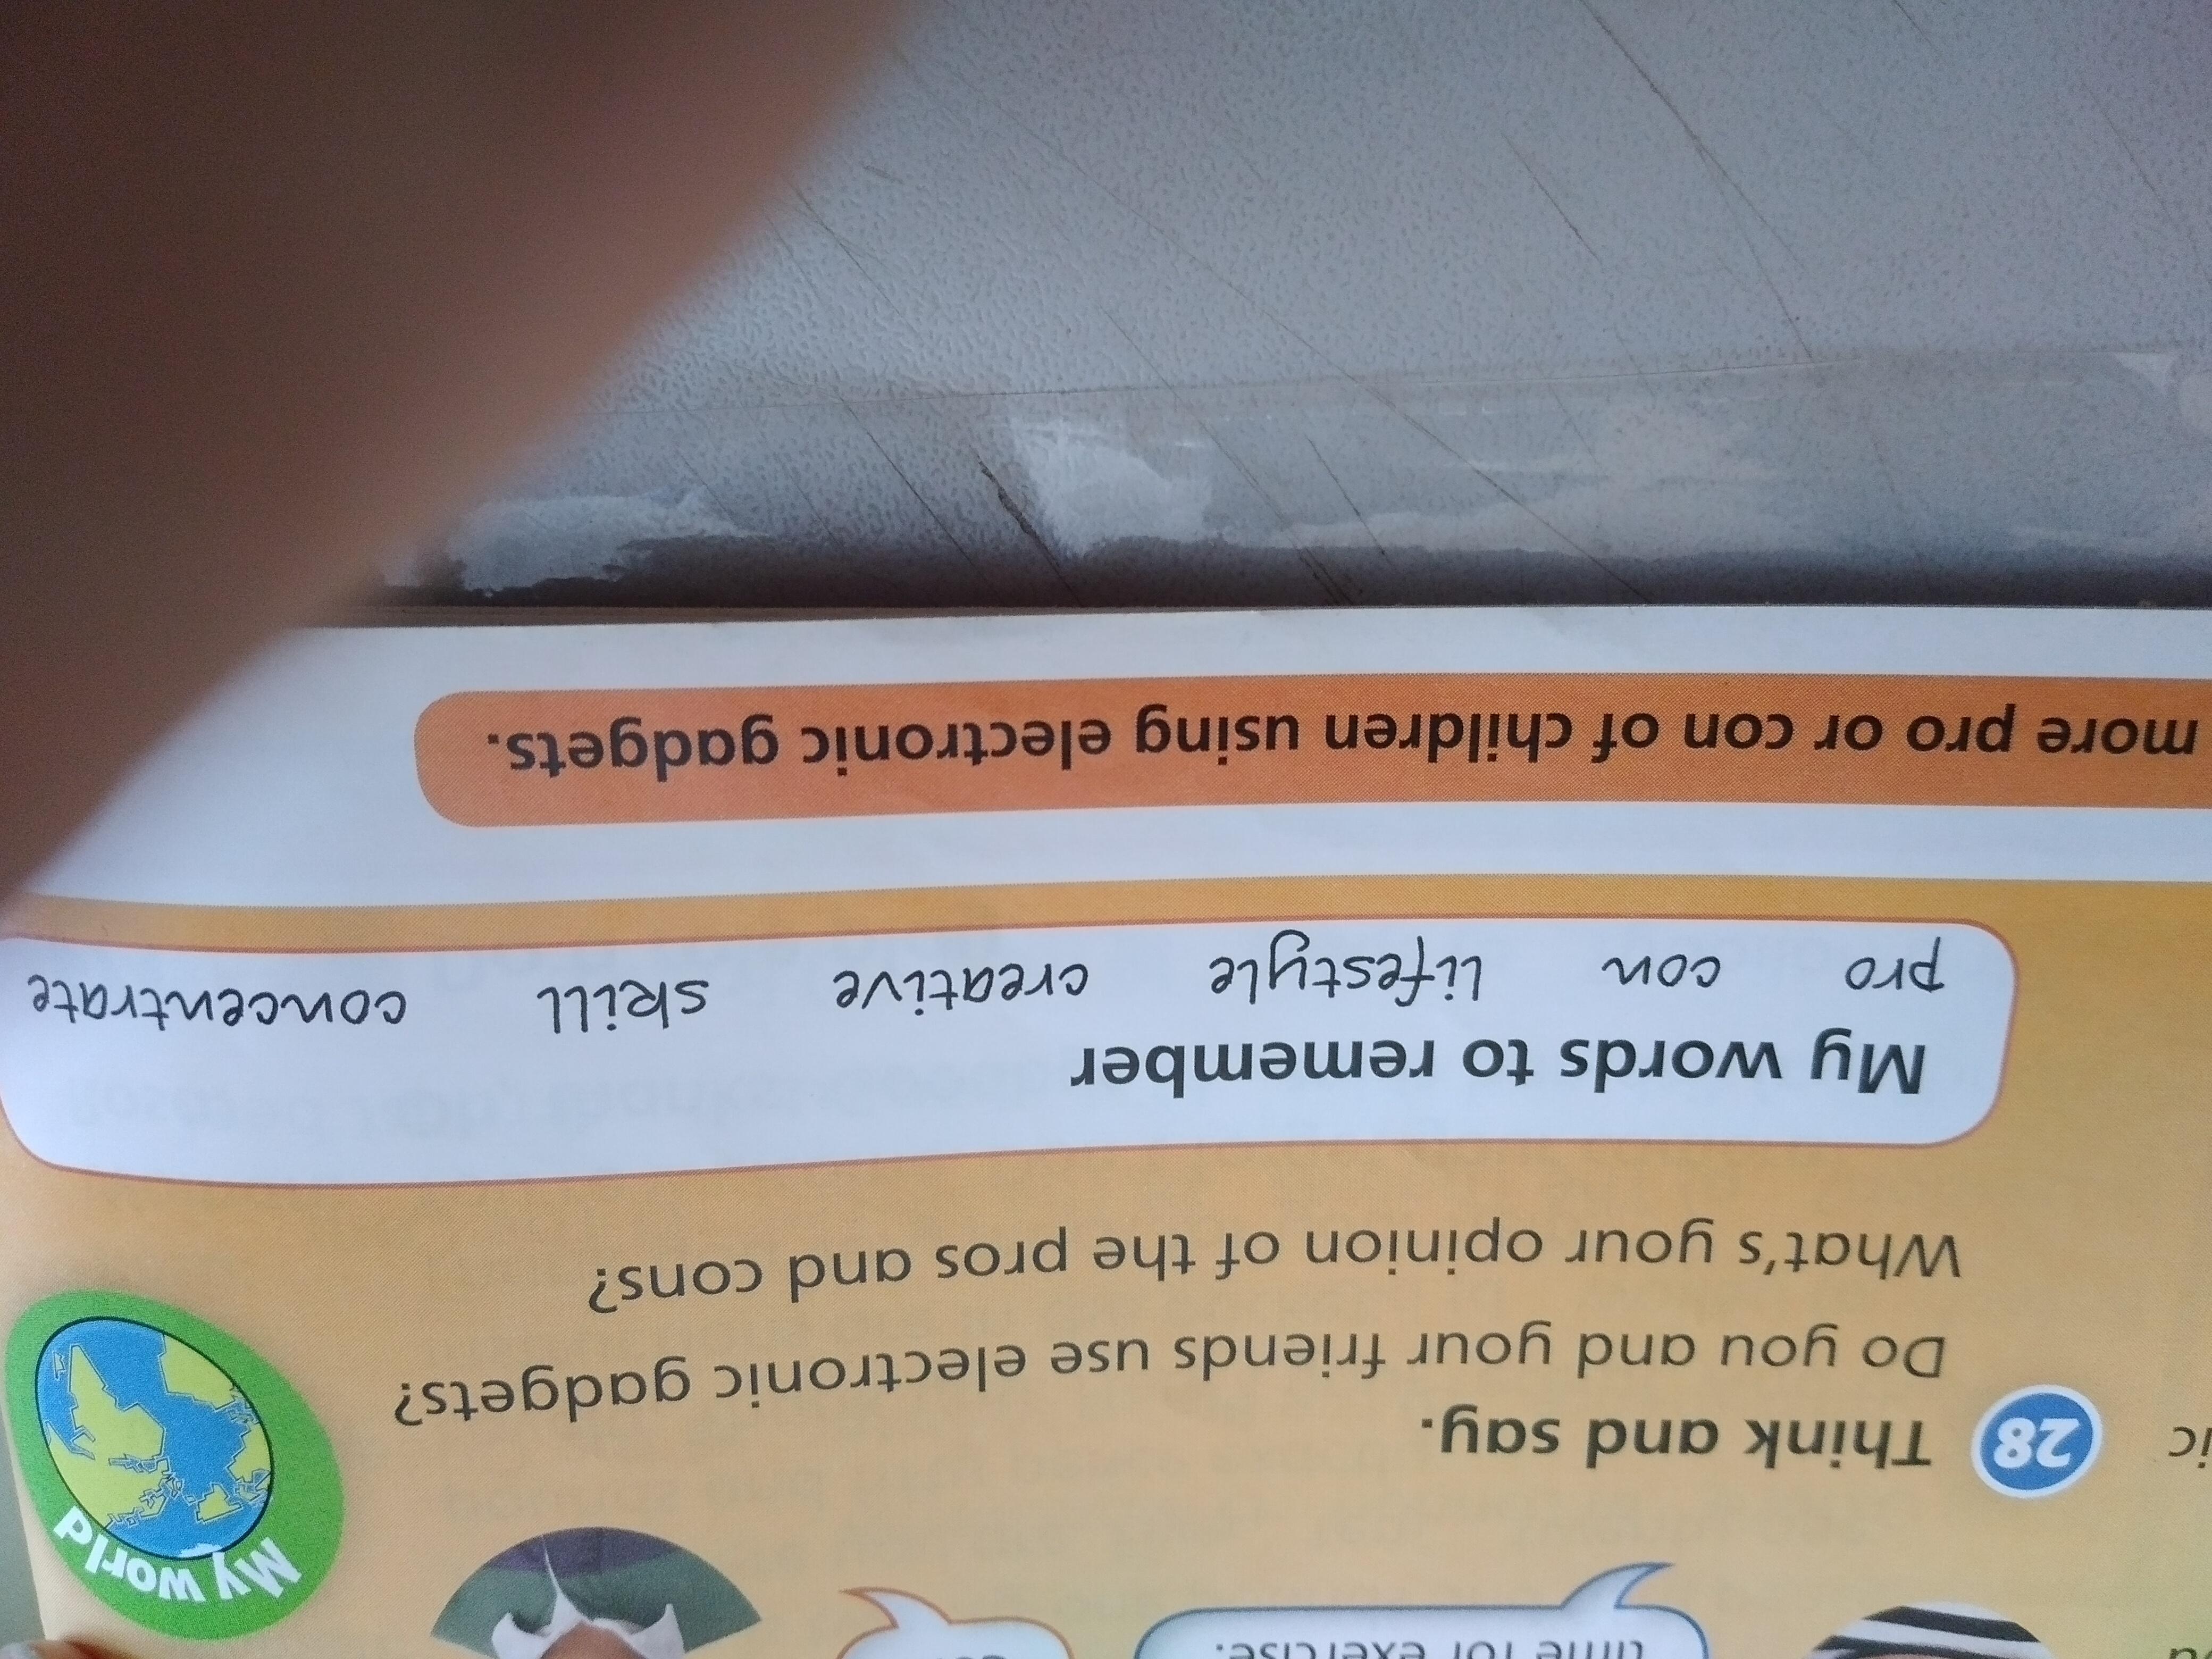 time for exercise.
28 Think and say.
Do you and your friends use electronic gadgets?
What's your opinion of the pros and cons?
My world
My words to remember
pro con lifestyle creative skill concentrate
more pro or con of children using electronic gadgets.